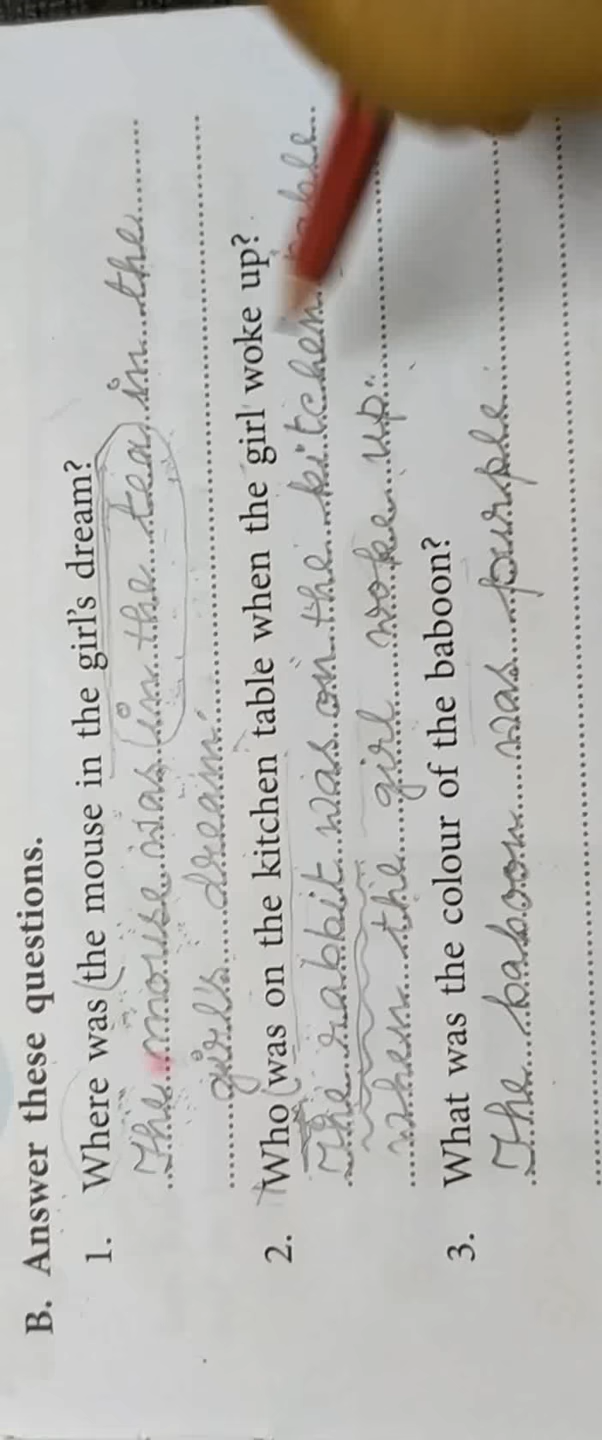 B. Answer these questions.
1. Where was the mouse in the girl's dream?
The mouse was in the tea in the
girl's dream.
2. Who was on the kitchen table when the girl woke up?
The rabbit was on the kitchen table
when the girl woke up.
3. What was the colour of the baboon?
The baboon was purple.